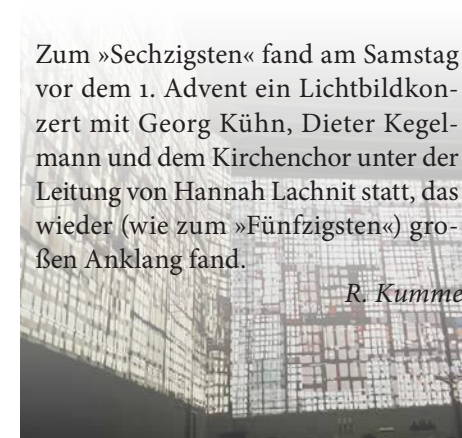 Zum »Sechzigsten« fand am Samstag
vor dem 1. Advent ein Lichtbildkon-
zert mit Georg Kühn, Dieter Kegel-
mann und dem Kirchenchor unter der
Leitung von Hannah Lachnit statt, das
wieder (wie zum »Fünfzigsten«) gro-
ßen Anklang fand.
R. Kumme